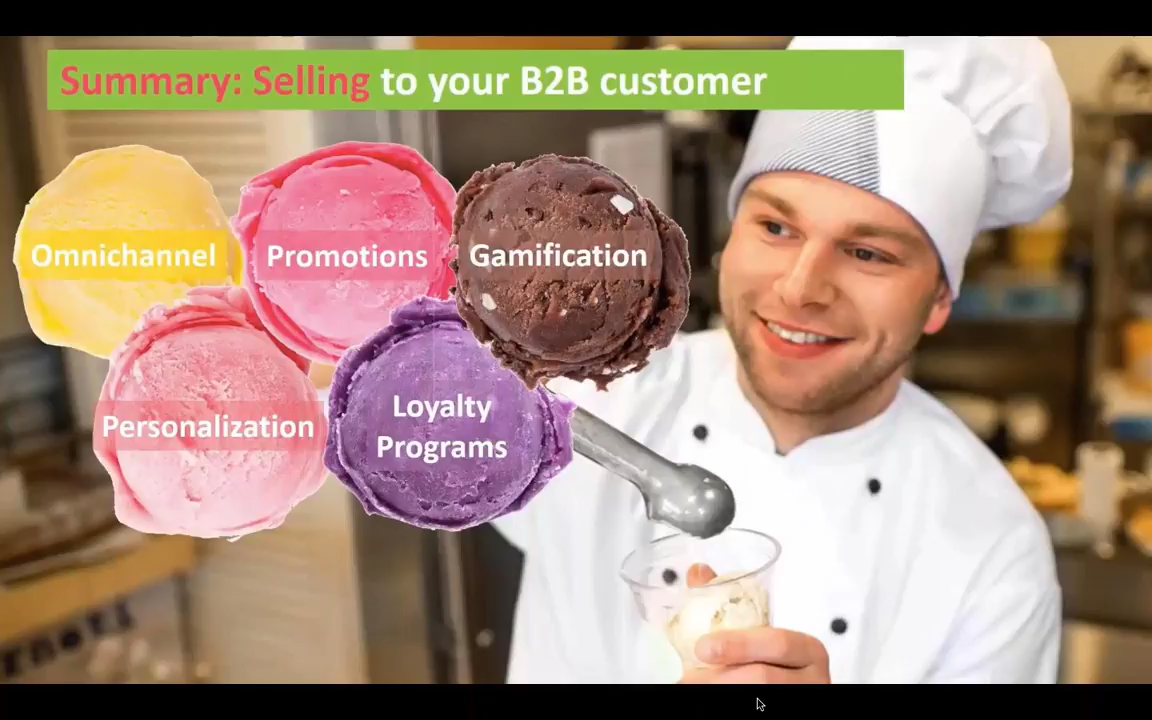 Summary: Selling to your B2B customer
Omnichannel
Promotions
Gamification
Personalization
Loyalty
Programs